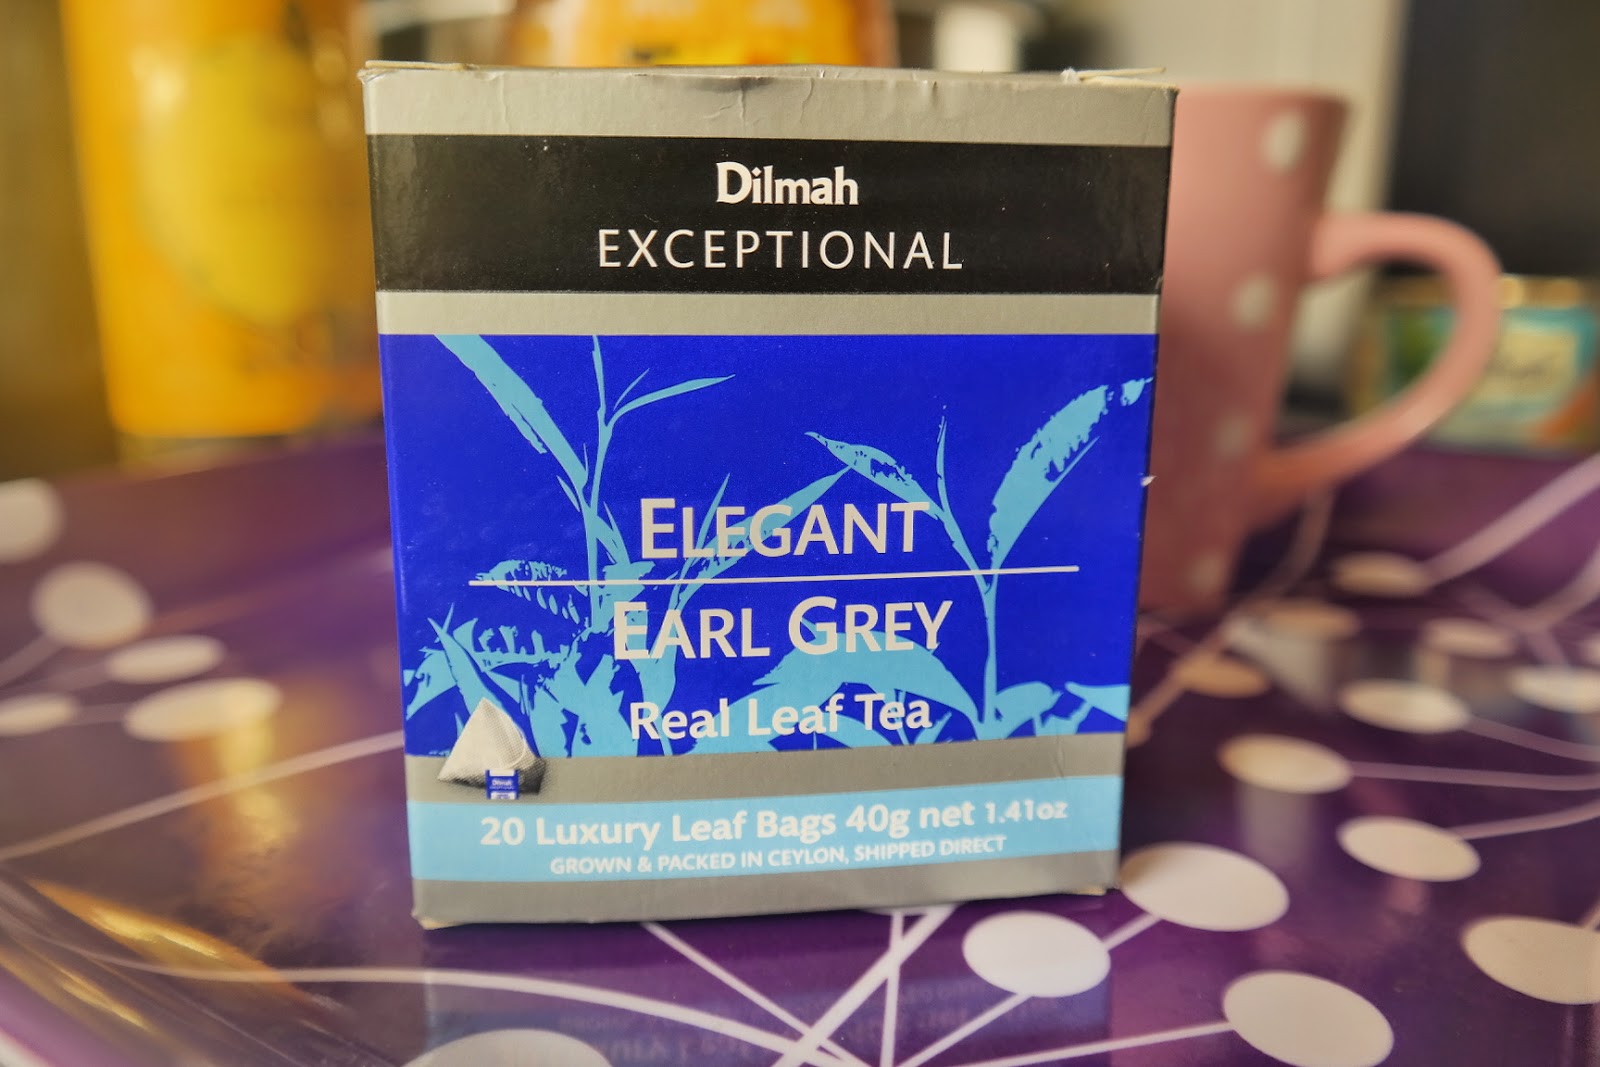 Dilmah
EXCEPTIONAL
ELEGANT
EARL GREY
Real Leaf Tea
Dilmah
20 Luxury Leaf Bags 40g net 1.41oz
GROWN & PACKED IN CEYLON, SHIPPED DIRECT